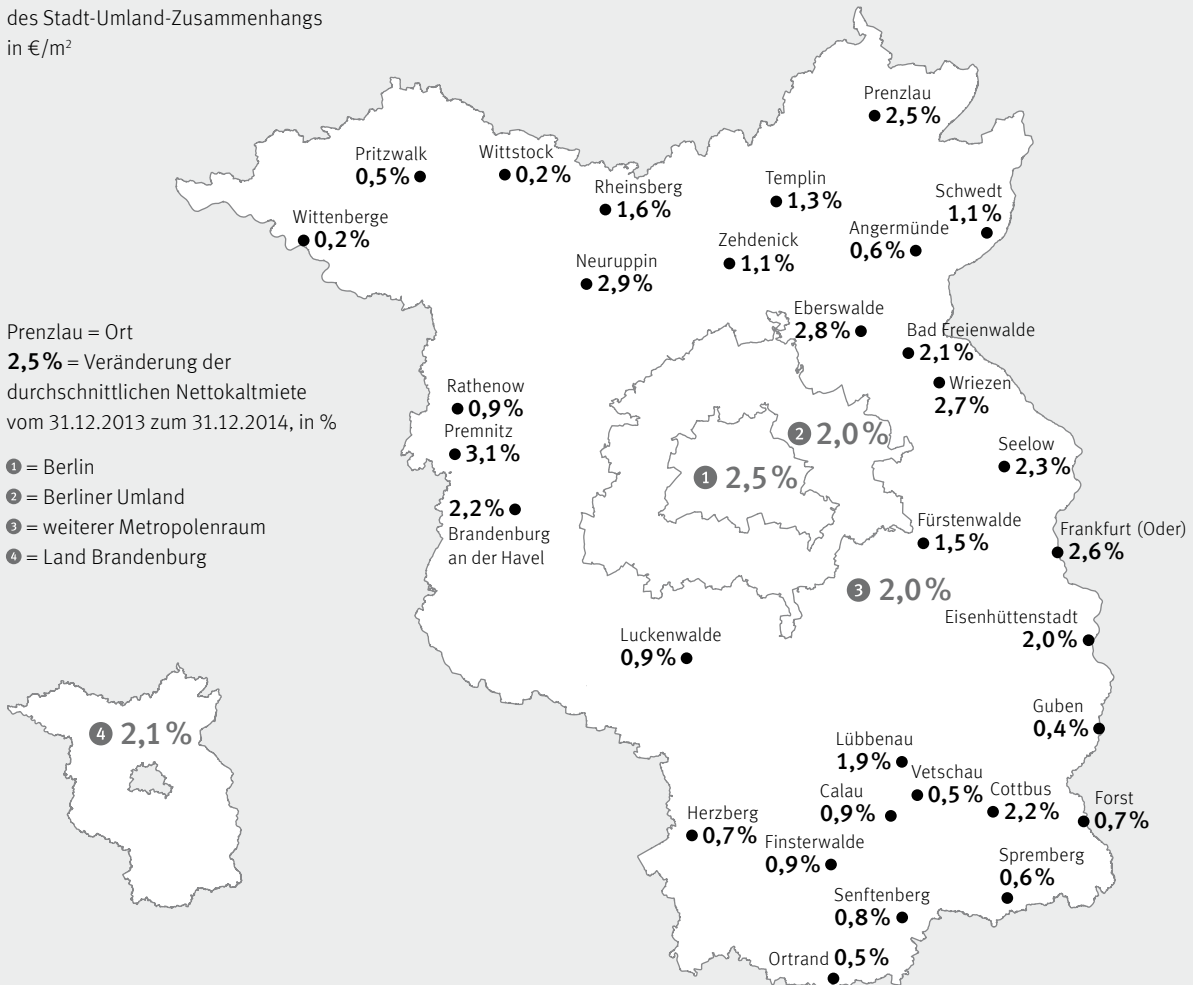 des Stadt-Umland-Zusammenhangs
in €/m²
Prenzlau
2,5%
Pritzwalk
0,5%
Wittstock
0,2%
Rheinsberg
1,6%
Templin
1,3%
Schwedt
1,1%
Wittenberge
0,2%
Angermünde
0,6%
Zehdenick
1,1%
Neuruppin
2,9%
Eberswalde
2,8%
Bad Freienwalde
2,1%
Wriezen
2,7%
Prenzlau = Ort
2,5% = Veränderung der
durchschnittlichen Nettokaltmiete
vom 31.12.2013 zum 31.12.2014, in %
1 = Berlin
2 = Berliner Umland
3 = weiterer Metropolenraum
4 = Land Brandenburg
Rathenow
0,9%
Premnitz
3,1%
2 2,0%
1 2,5%
Seelow
2,3%
2,2%
Brandenburg
an der Havel
Fürstenwalde
1,5%
Frankfurt (Oder)
2,6%
3 2,0%
Eisenhüttenstadt
2,0%
Luckenwalde
0,9%
4 2,1%
Guben
0,4%
Lübbenau
1,9%
Vetschau
0,5%
Calau
0,9%
Cottbus
2,2%
Forst
0,7%
Herzberg
0,7%
Finsterwalde
0,9%
Spremberg
0,6%
Senftenberg
0,8%
Ortrand 0,5%